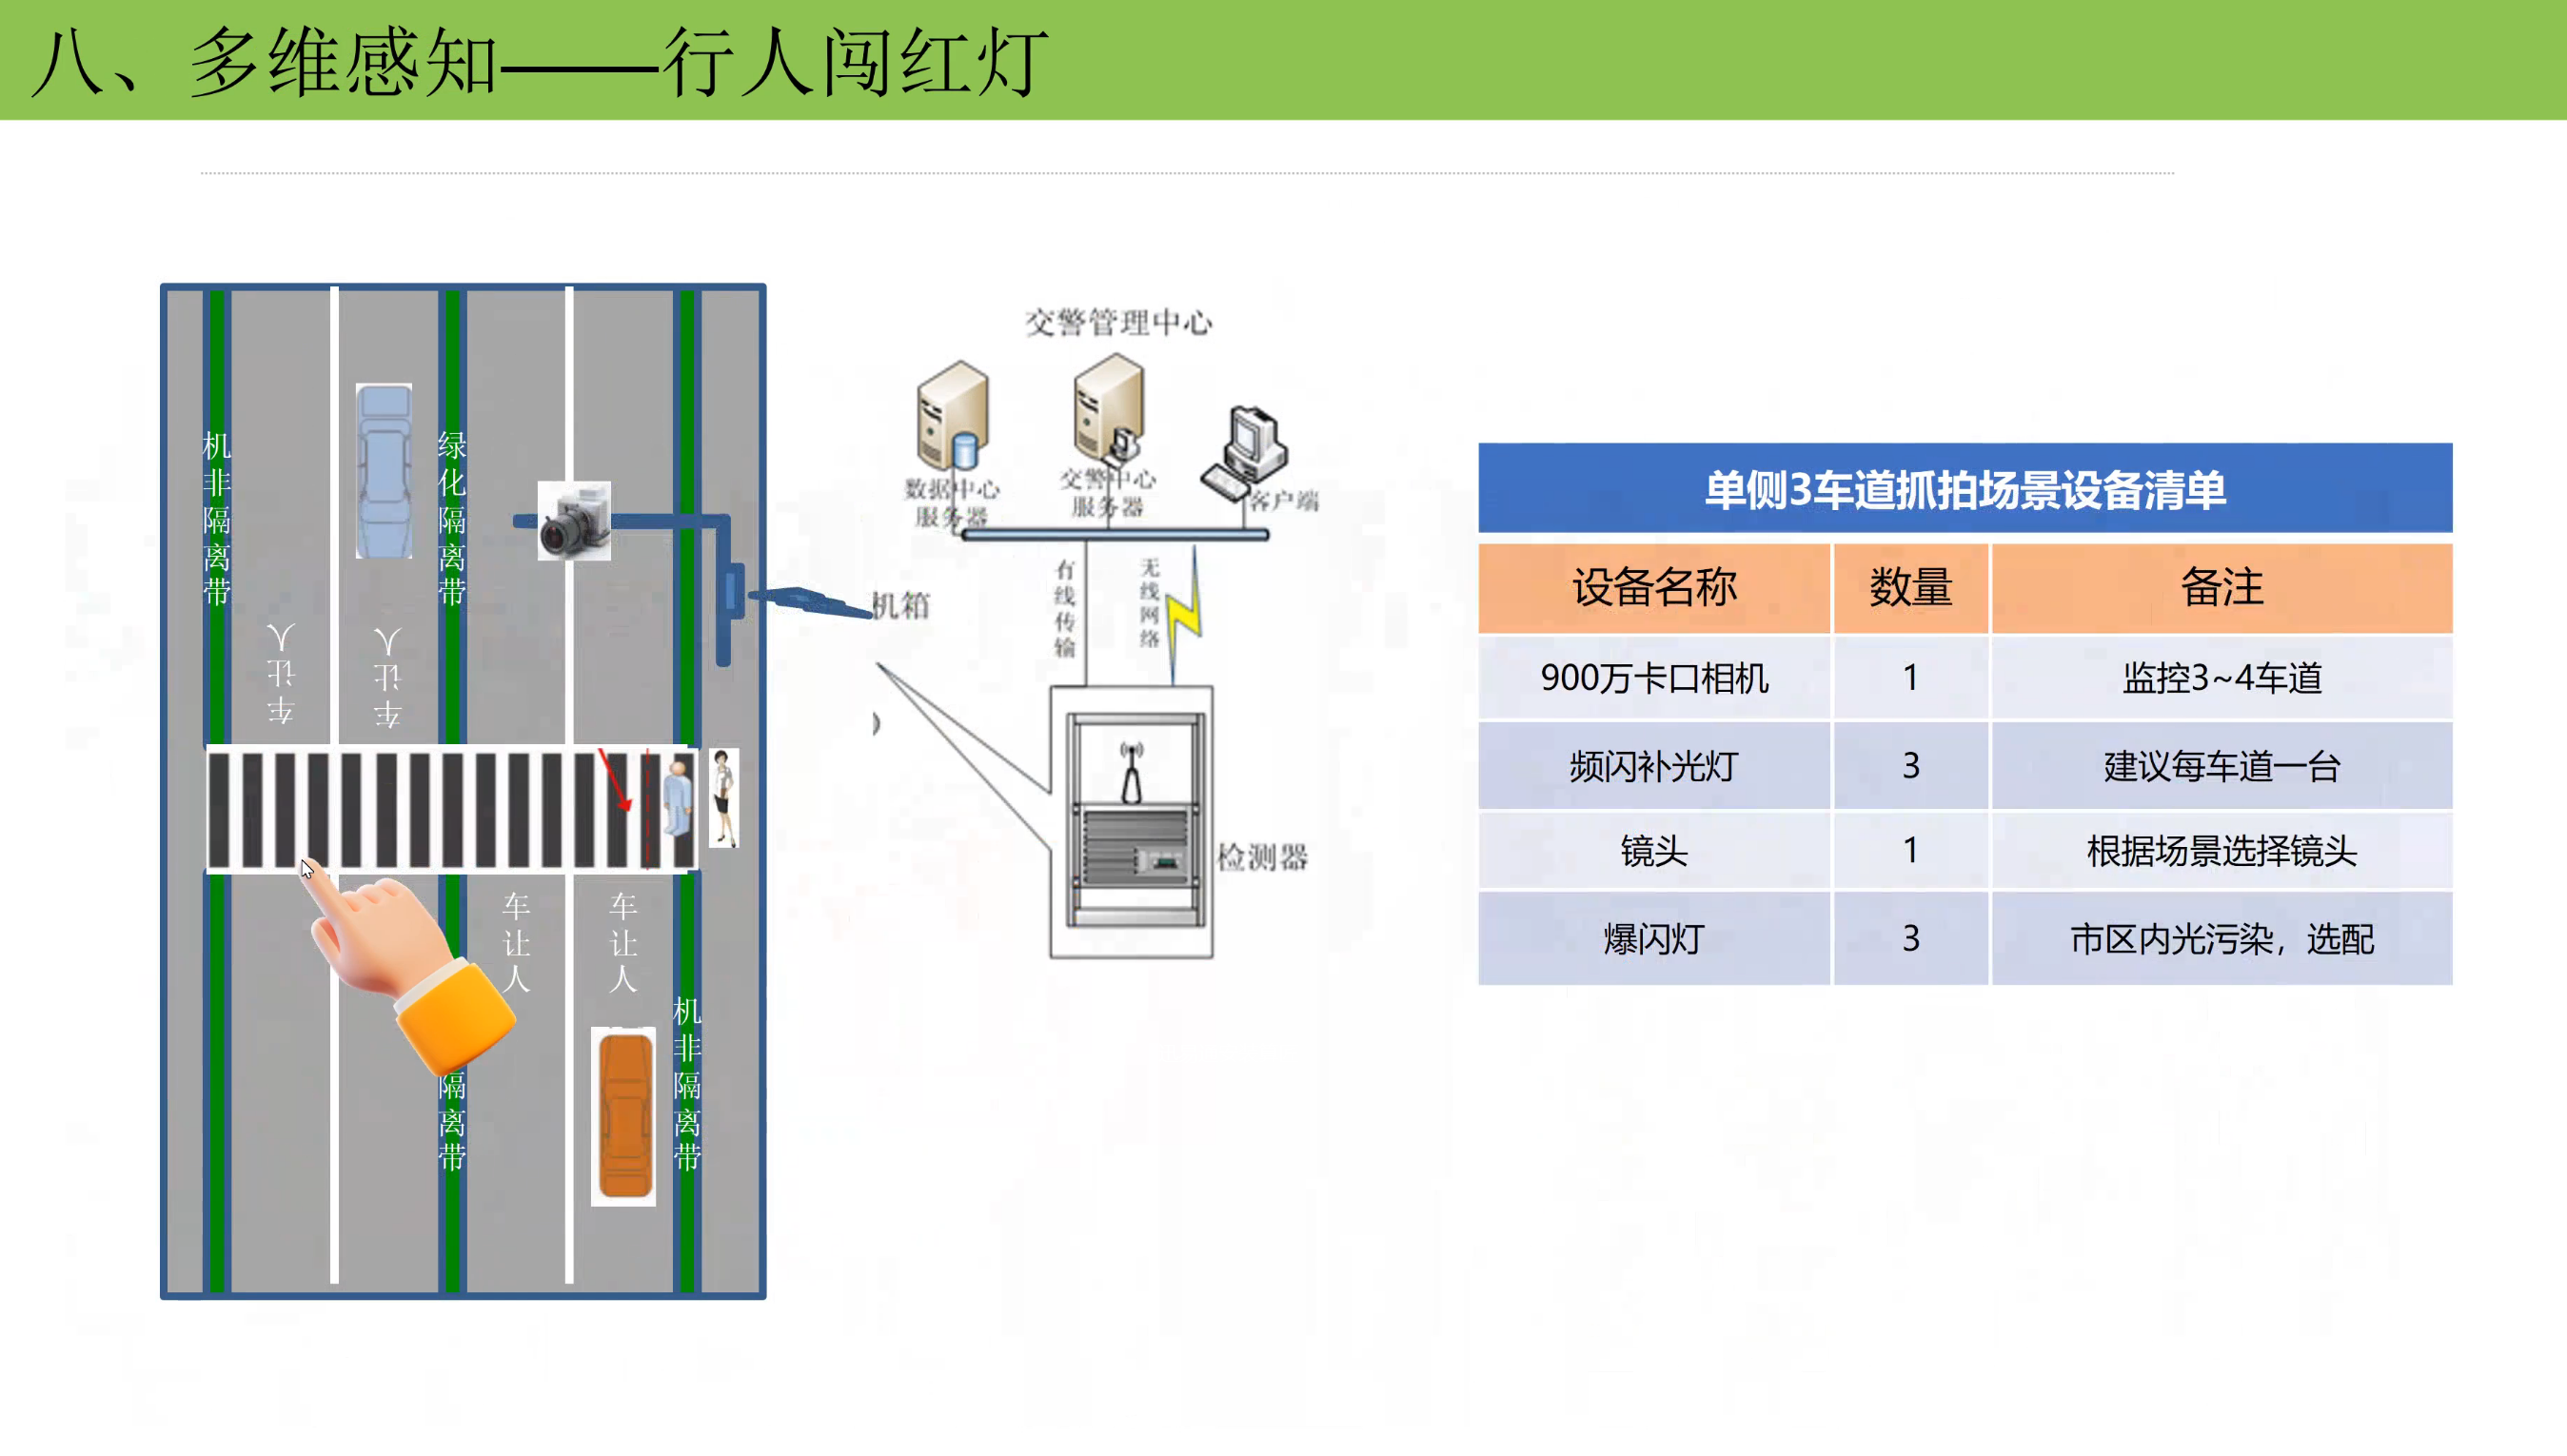 八、多维感知——行人闯红灯
机非隔离带
绿化隔离带
车让人
车让人
车让人
车让人
隔离带
机非隔离带
交警管理中心
数据中心
服务器
交警中心
服务器
客户端
有线传输
无线网络
机箱
检测器
单侧3车道抓拍场景设备清单
设备名称 数量 备注
900万卡口相机 1 监控3~4车道
频闪补光灯 3 建议每车道一台
镜头 1 根据场景选择镜头
爆闪灯 3 市区内光污染，选配